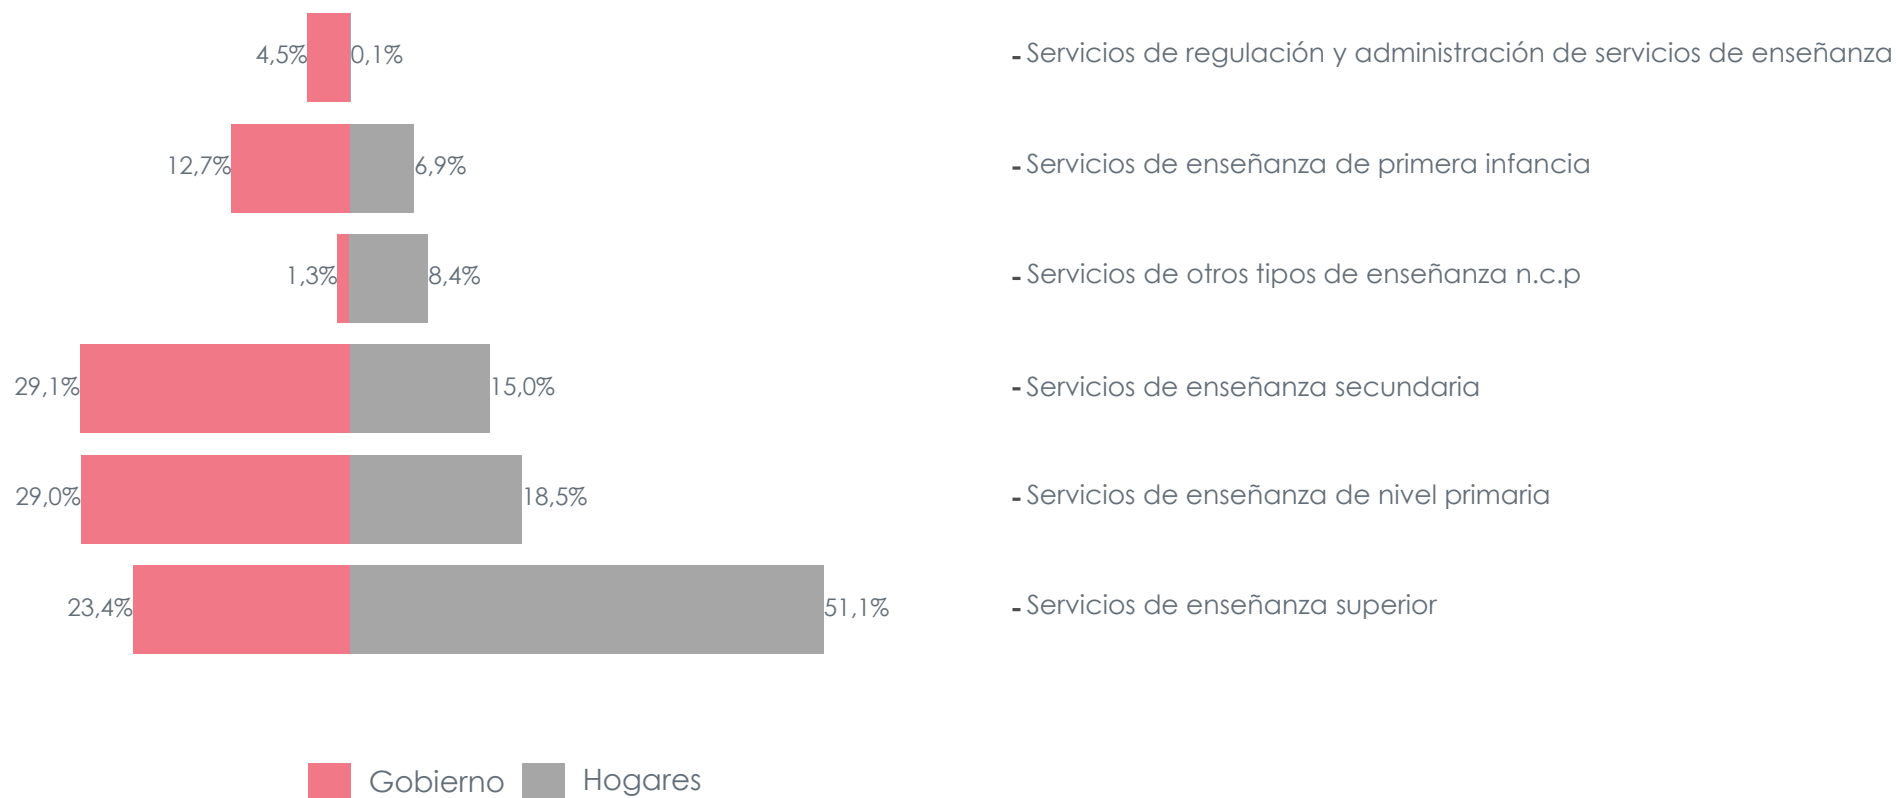 4,5% 0,1% - Servicios de regulación y administración de servicios de enseñanza
12,7% 6,9% - Servicios de enseñanza de primera infancia
1,3% 8,4% - Servicios de otros tipos de enseñanza n.c.p
29,1% 15,0% - Servicios de enseñanza secundaria
29,0% 18,5% - Servicios de enseñanza de nivel primaria
23,4% 51,1% - Servicios de enseñanza superior
Gobierno Hogares